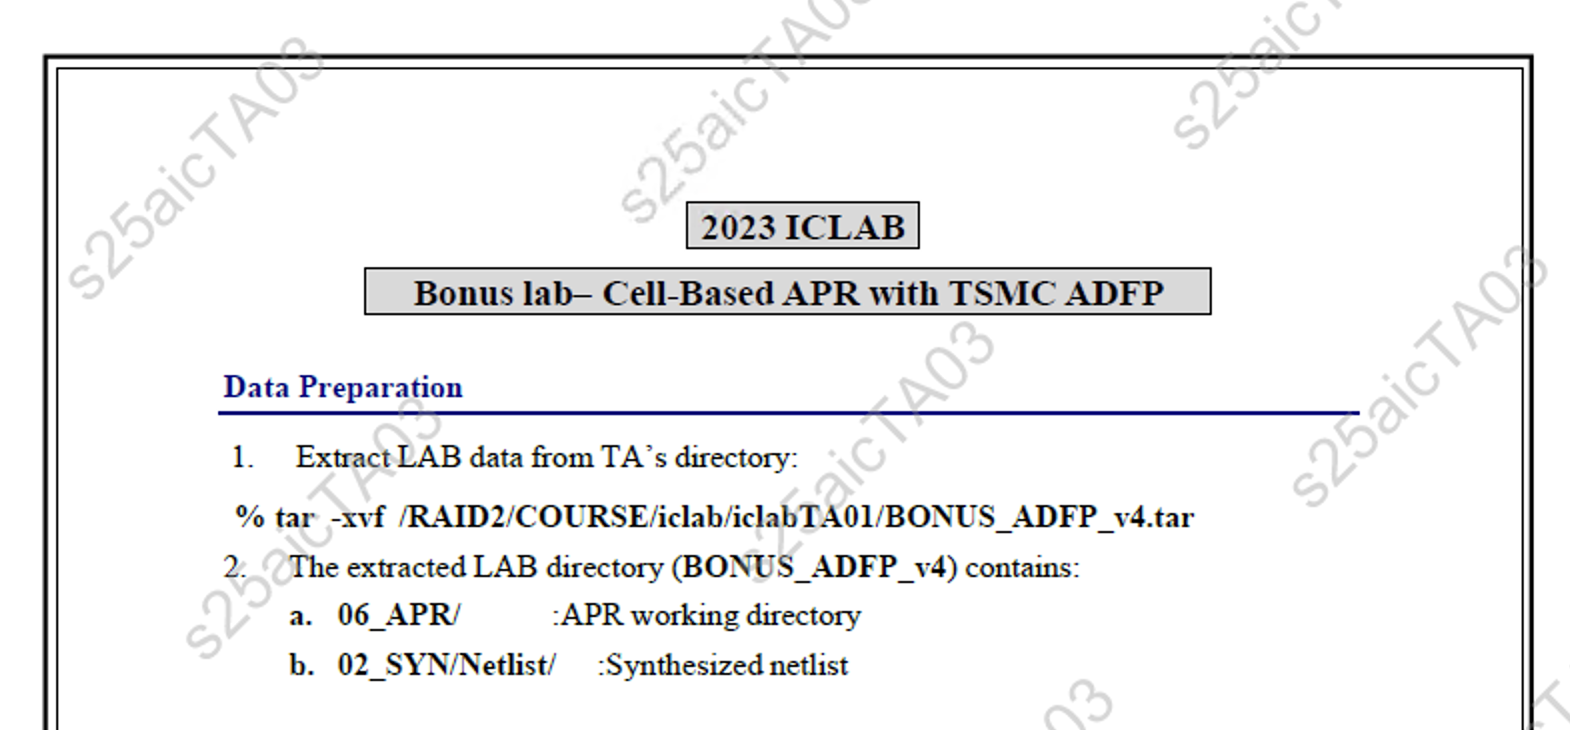 s25aicTA03
s25aicTA03
s25aicT
2023 ICLAB
Bonus lab– Cell-Based APR with TSMC ADFP
s25aicTA03
s25aicTA03
Data Preparation
s25aicTA03
1. Extract LAB data from TA’s directory:
% tar -xvf /RAID2/COURSE/iclab/iclabTA01/BONUS_ADFP_v4.tar
2. The extracted LAB directory (BONUS_ADFP_v4) contains:
a. 06_APR/ :APR working directory
b. 02_SYN/Netlist/ :Synthesized netlist
03